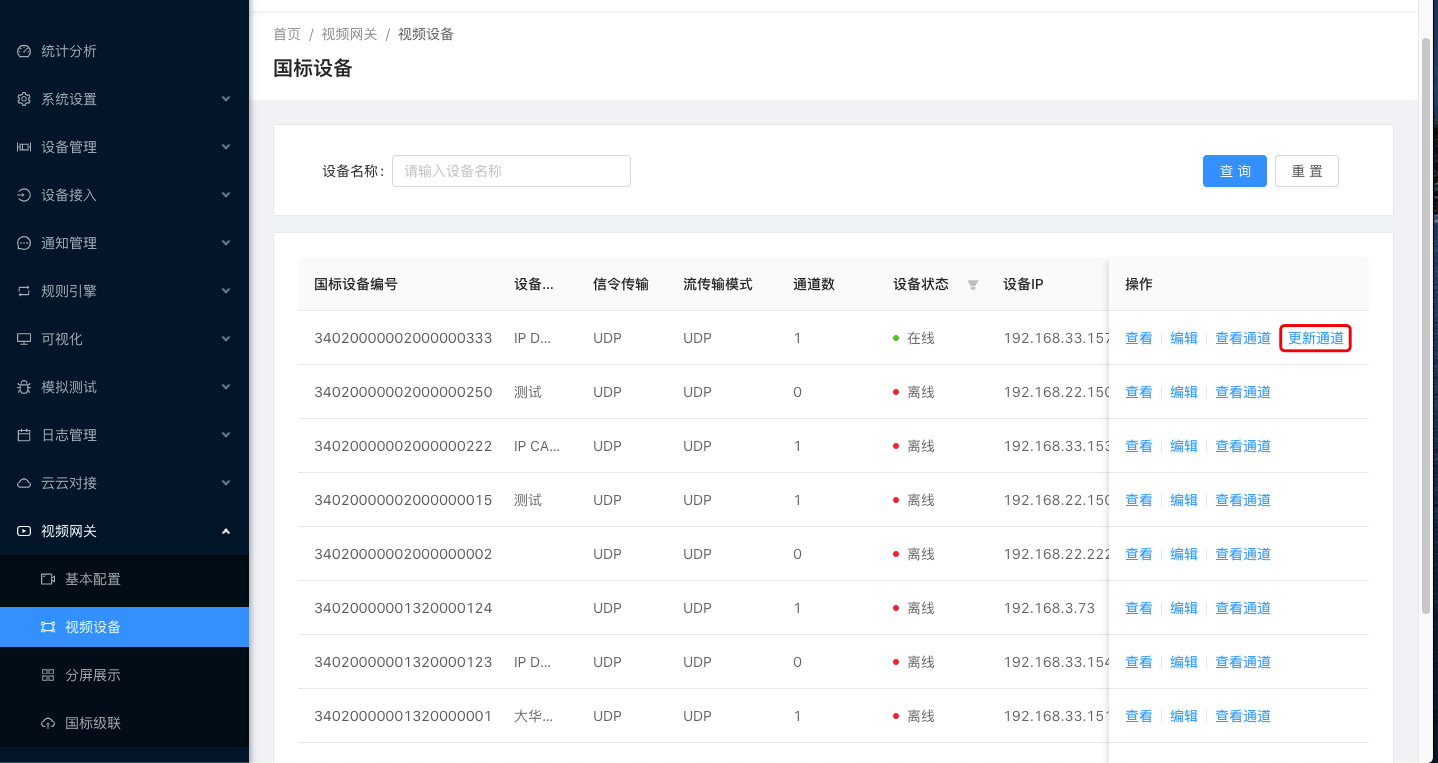 统计分析
系统设置
设备管理
设备接入
通知管理
规则引擎
可视化
模拟测试
日志管理
云云对接
视频网关
基本配置
视频设备
分屏展示
国标级联
首页 / 视频网关 / 视频设备
国标设备
设备名称: 请输入设备名称 查 询 重 置
国标设备编号 设备... 信令传输 流传输模式 通道数 设备状态 设备IP 操作
34020000002000000333 IP D... UDP UDP 1 在线 192.168.33.157 查看 编辑 查看通道 更新通道
34020000002000000250 测试 UDP UDP 0 离线 192.168.22.150 查看 编辑 查看通道
34020000002000000222 IP CA... UDP UDP 1 离线 192.168.33.153 查看 编辑 查看通道
34020000002000000015 测试 UDP UDP 1 离线 192.168.22.150 查看 编辑 查看通道
34020000002000000002 UDP UDP 0 离线 192.168.22.222 查看 编辑 查看通道
34020000001320000124 UDP UDP 1 离线 192.168.3.73 查看 编辑 查看通道
34020000001320000123 IP D... UDP UDP 0 离线 192.168.33.154 查看 编辑 查看通道
34020000001320000001 大华... UDP UDP 1 离线 192.168.33.151 查看 编辑 查看通道